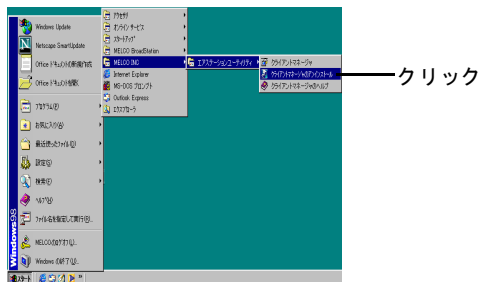 Windows Update
Netscape SmartUpdate
Office ドキュメントの新規作成
Office ドキュメントを開く
プログラム(P)
お気に入り(A)
最近使ったファイル(D)
設定(S)
検索(F)
ヘルプ(H)
ファイル名を指定して実行(R)...
MELCOのログオフ(L)...
Windows の終了(U)...
Windows98
スタート
アクセサリ
オンライン サービス
スタートアップ
MELCO BroadStation
MELCO INC
Internet Explorer
MS-DOS プロンプト
Outlook Express
エクスプローラ
エアステーションユーティリティ
クライアントマネージャ
クライアントマネージャのアンインストール
クライアントマネージャのヘルプ
クリック